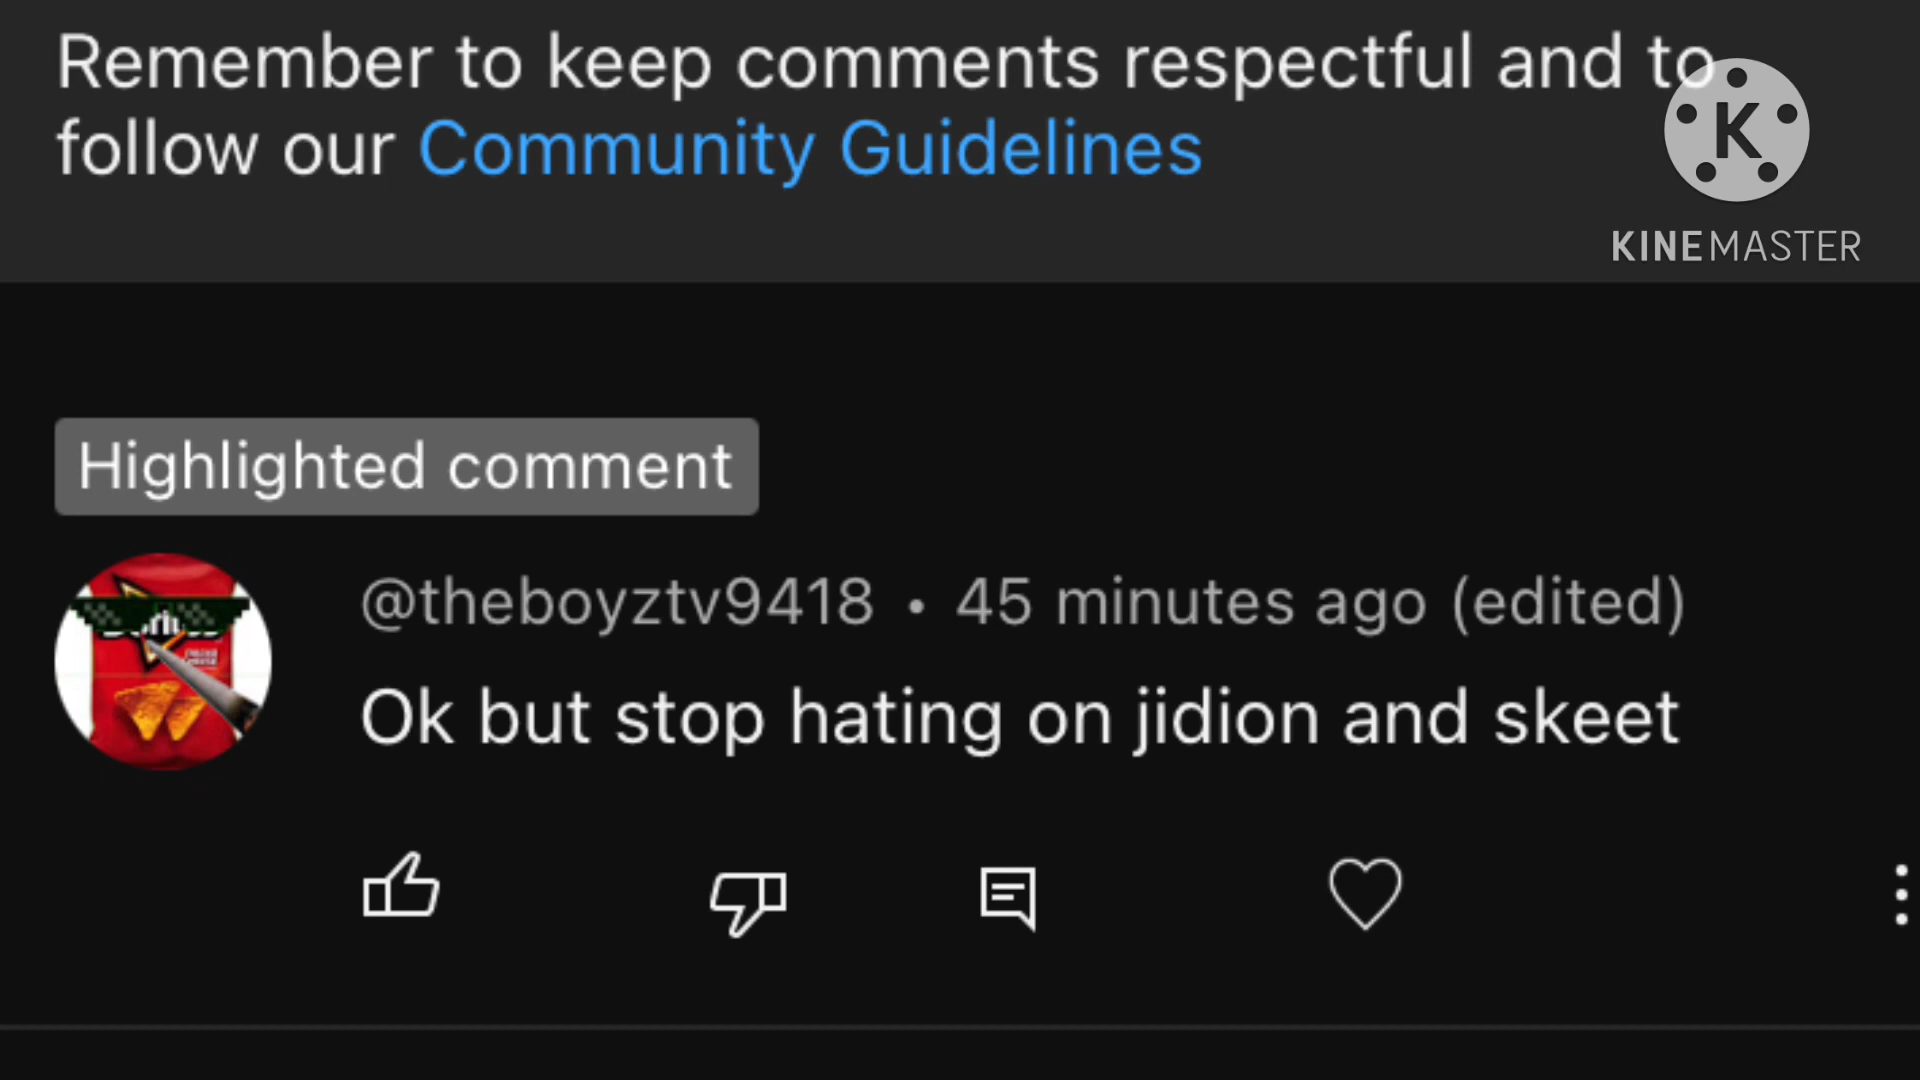 Remember to keep comments respectful and to
follow our Community Guidelines
K
KINEMASTER
Highlighted comment
@theboyztv9418 • 45 minutes ago (edited)
Ok but stop hating on jidion and skeet